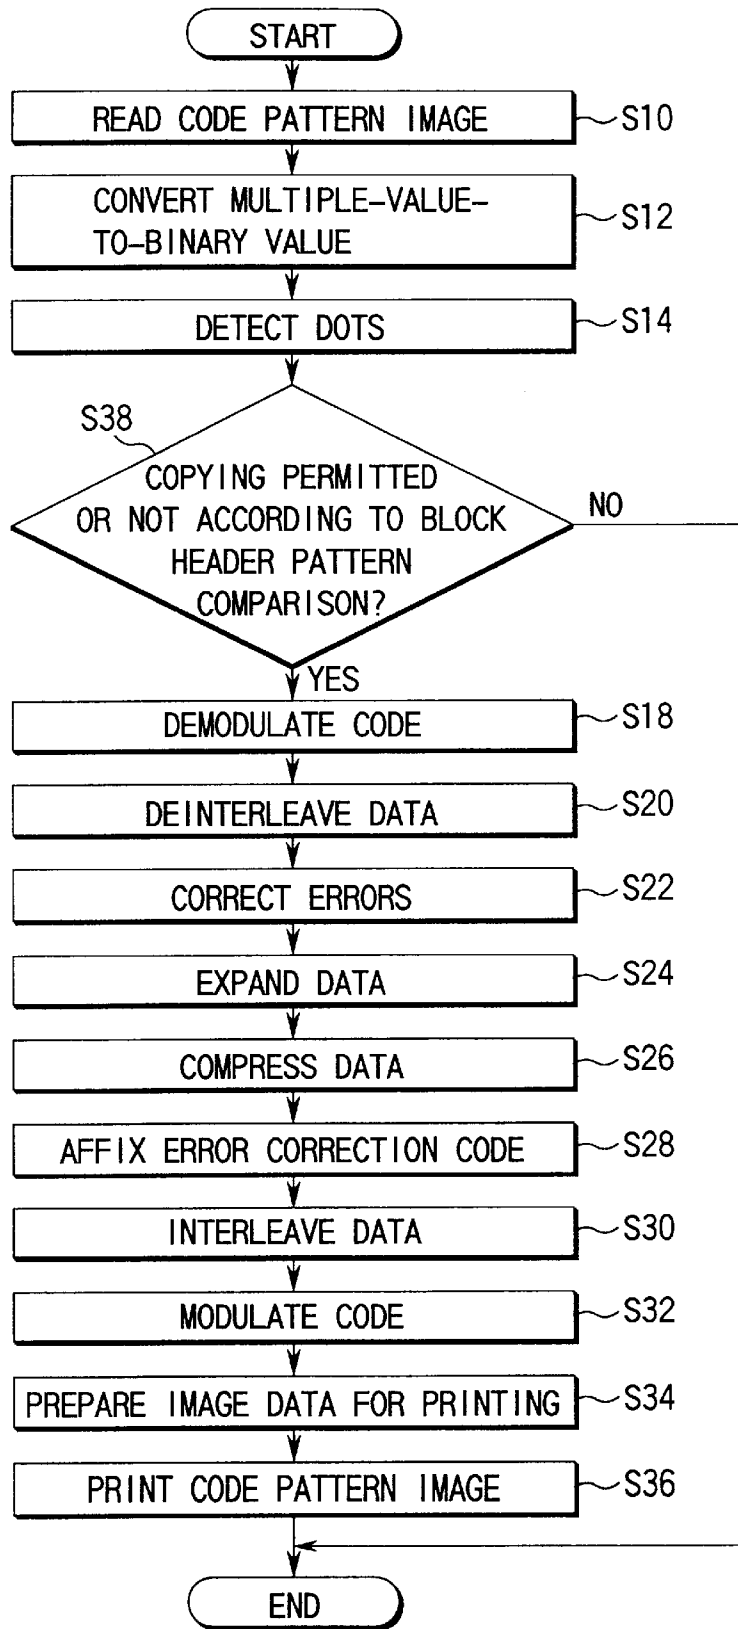 START
READ CODE PATTERN IMAGE
S10
CONVERT MULTIPLE-VALUE-
TO-BINARY VALUE
S12
DETECT DOTS
S14
S38
COPYING PERMITTED
OR NOT ACCORDING TO BLOCK
HEADER PATTERN
COMPARISON?
NO
YES
DEMODULATE CODE
S18
DEINTERLEAVE DATA
S20
CORRECT ERRORS
S22
EXPAND DATA
S24
COMPRESS DATA
S26
AFFIX ERROR CORRECTION CODE
S28
INTERLEAVE DATA
S30
MODULATE CODE
S32
PREPARE IMAGE DATA FOR PRINTING
S34
PRINT CODE PATTERN IMAGE
S36
END